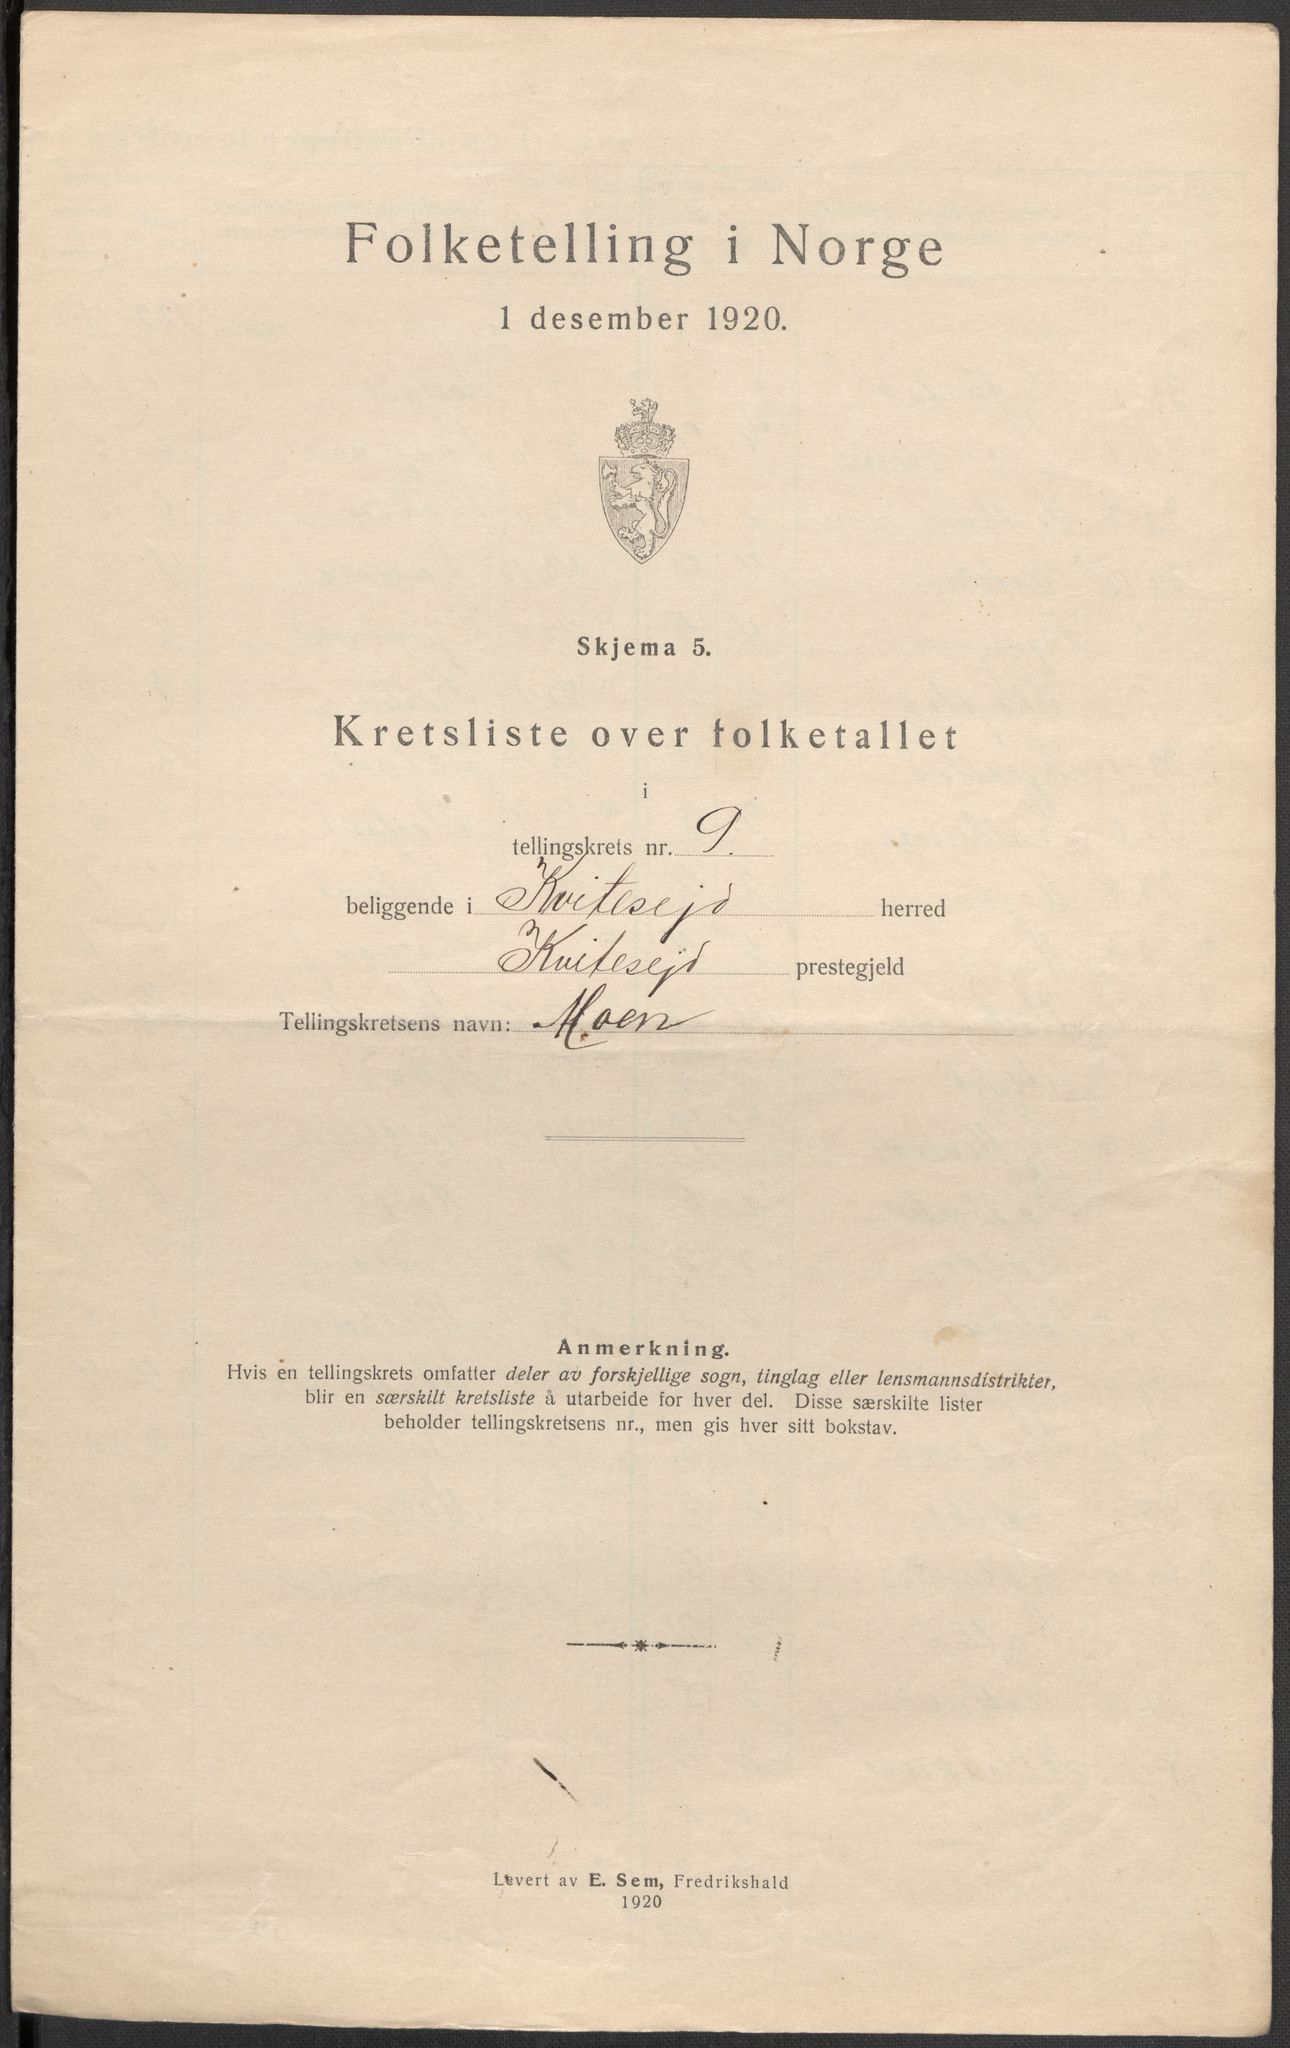 Folketelling i Norge
1 desember 1920.
Skjema 5.
Kretsliste over folketallet
i
tellingskrets nr. 9.
beliggende i Kvitesejd herred
Kvitesejd prestegjeld
Tellingskretsens navn: Moen
Anmerkning.
Hvis en tellingskrets omfatter deler av forskjellige sogn, tinglag eller lensmannsdistrikter,
blir en særskilt kretsliste å utarbeide for hver del. Disse særskilte lister
beholder tellingskretsens nr., men gis hver sitt bokstav.
Levert av E. Sem, Fredrikshald
1920